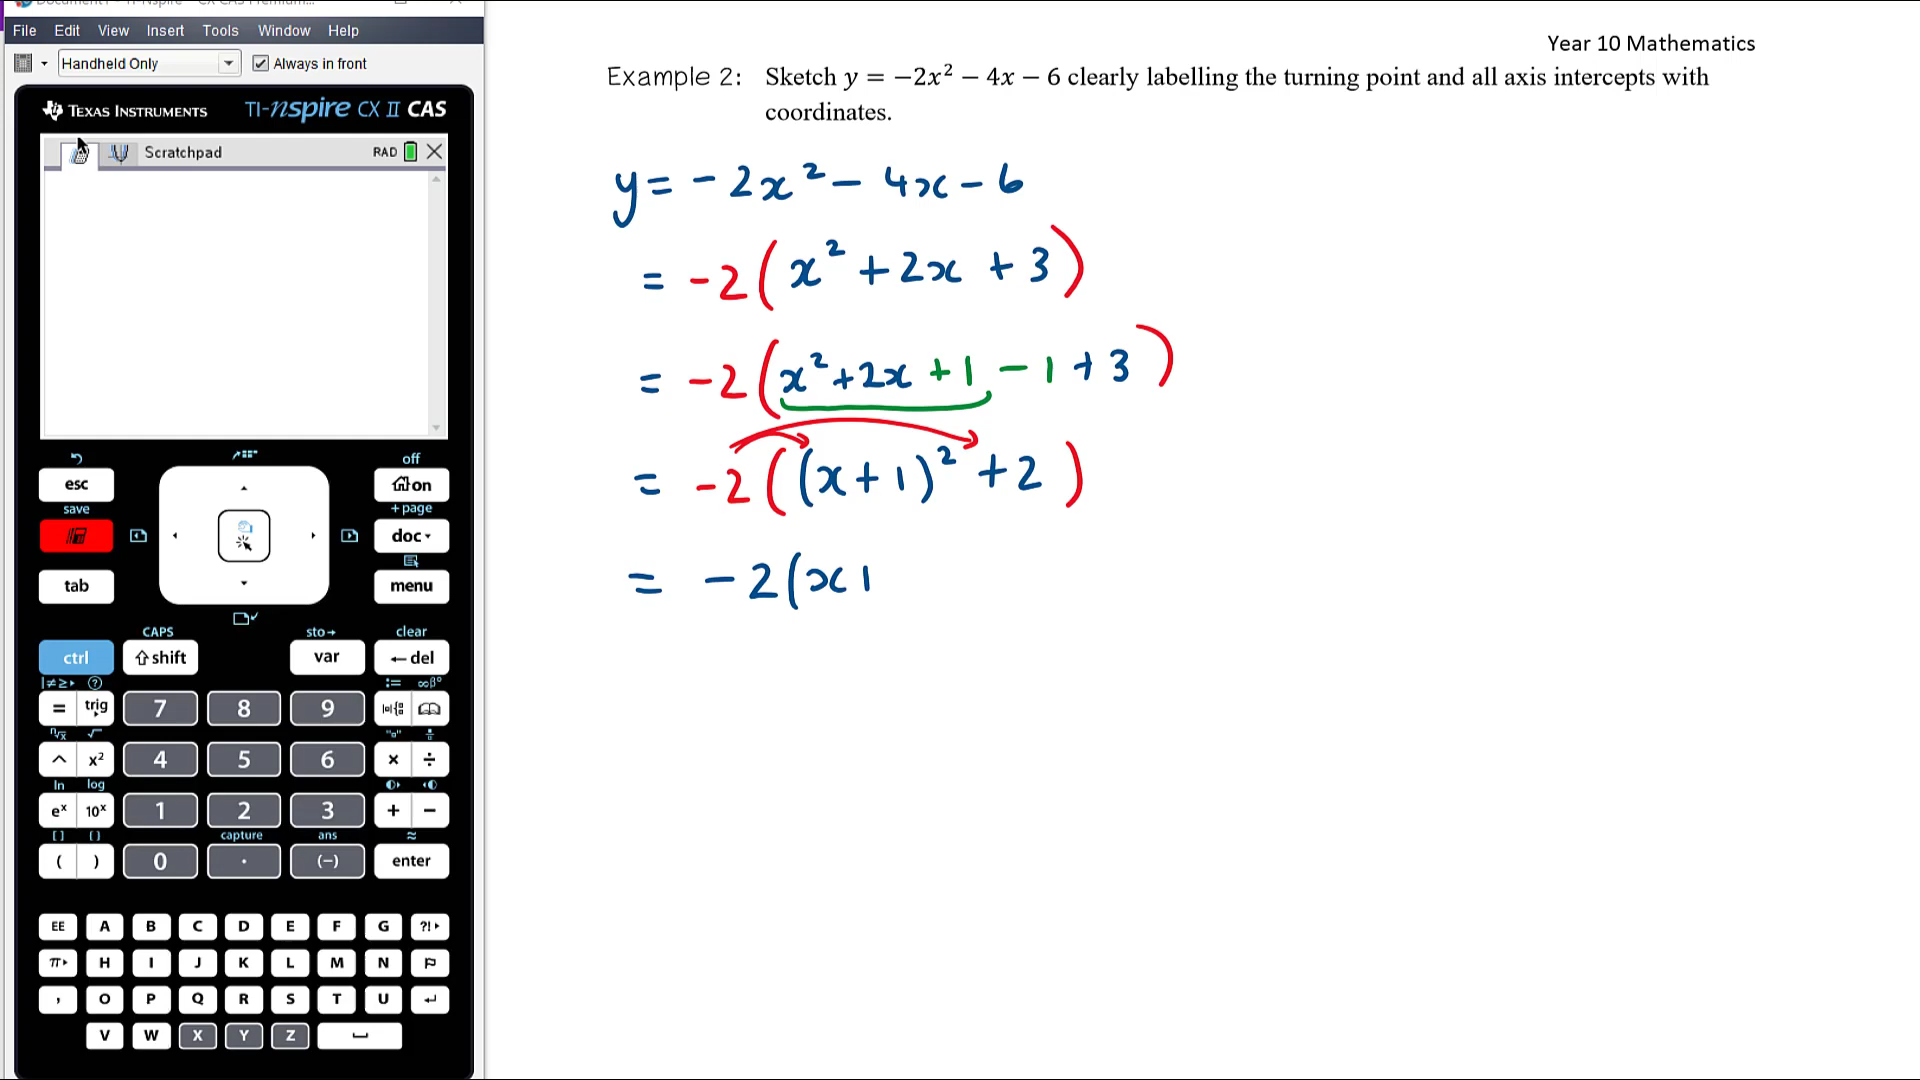 File Edit View Insert Tools Window Help
Handheld Only Always in front
TEXAS INSTRUMENTS TI-nspire CX II CAS
Scratchpad RAD
off
esc on
save + page
doc
tab menu
CAPS sto→ clear
ctrl shift var ←del
= trig 7 8 9
^ x² 4 5 6 × ÷
ln log
eˣ 10ˣ 1 2 3 + −
[ ] { } capture ans ≈
( ) 0 . (−) enter
EE A B C D E F G ?!
π H I J K L M N
, O P Q R S T U
V W X Y Z
Year 10 Mathematics
Example 2: Sketch y = −2x² − 4x − 6 clearly labelling the turning point and all axis intercepts with
coordinates.
y = -2x² - 4x - 6
= -2(x² + 2x + 3)
= -2(x² + 2x + 1 - 1 + 3)
= -2((x + 1)² + 2)
= -2(x